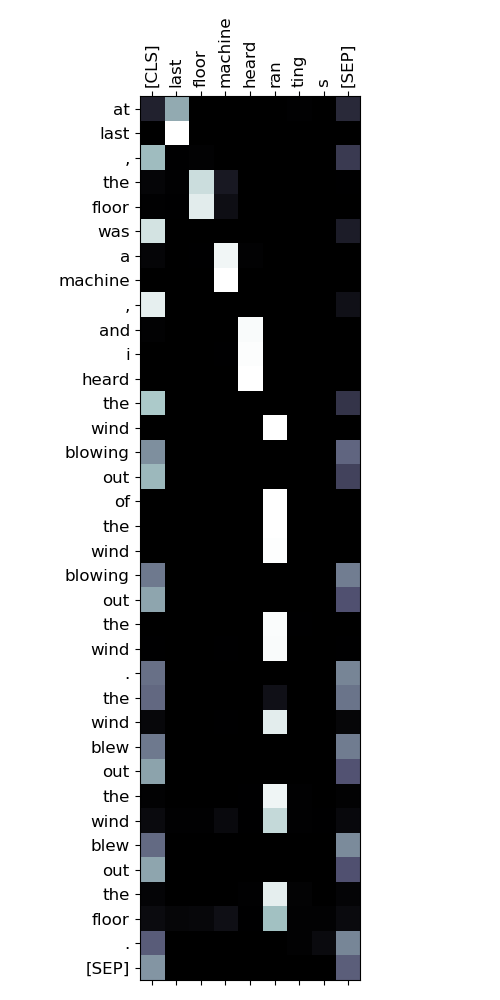 [CLS]
last
floor
machine
heard
ran
ting
s
[SEP]
at
last
,
the
floor
was
a
machine
,
and
i
heard
the
wind
blowing
out
of
the
wind
blowing
out
the
wind
.
the
wind
blew
out
the
wind
blew
out
the
floor
.
[SEP]